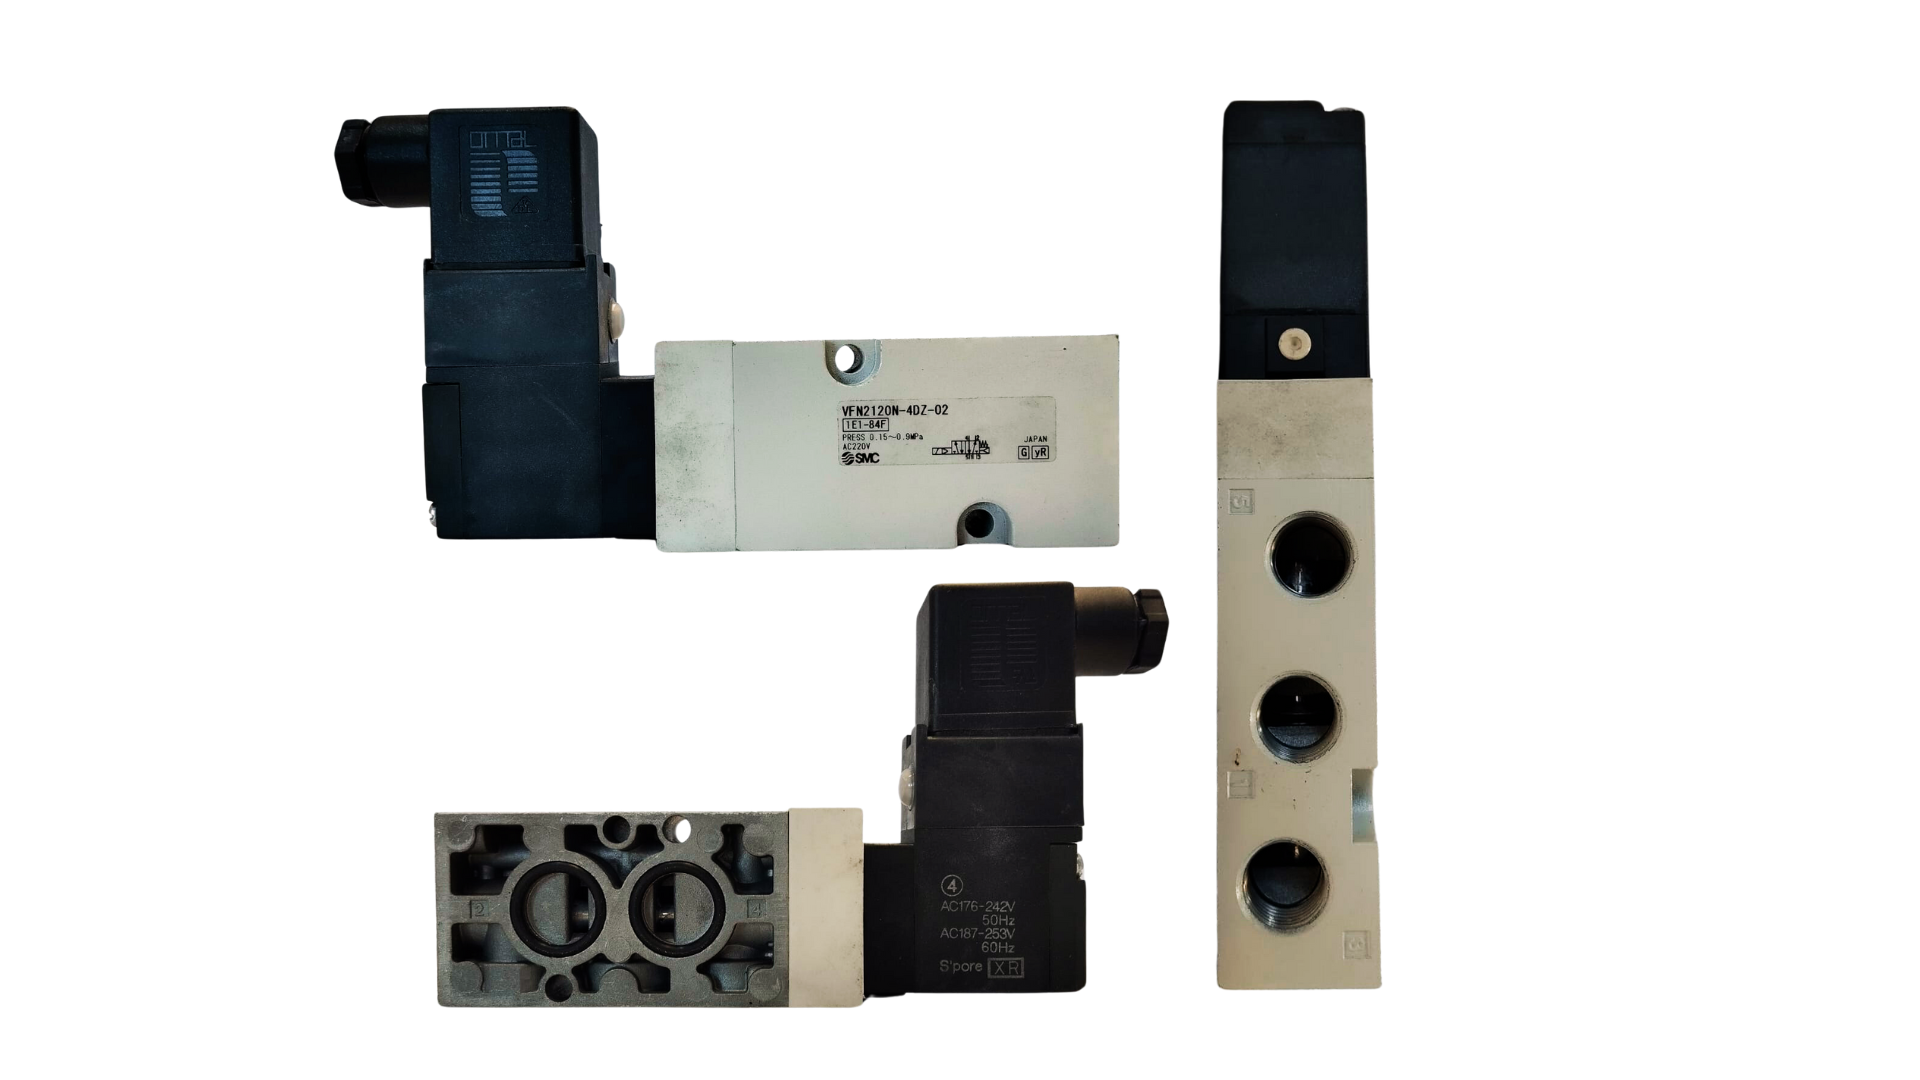 omal
VFN2120N-4DZ-02
1E1-84F
PRESS 0.15~0.9MPa
AC220V
SMC
JAPAN
G yR
5
1
3
2
4
4
AC176-242V
50Hz
AC187-253V
60Hz
S'pore XR